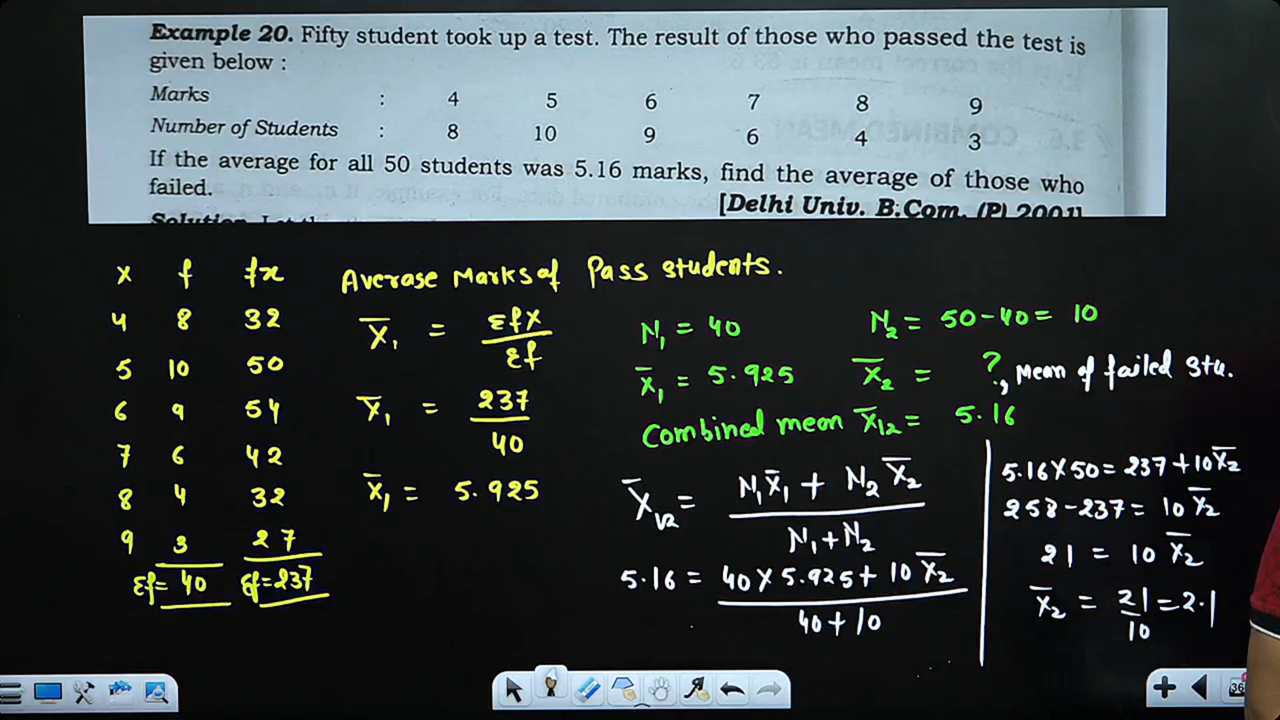 Example 20. Fifty student took up a test. The result of those who passed the test is
given below :
Marks : 4 5 6 7 8 9
Number of Students : 8 10 9 6 4 3
If the average for all 50 students was 5.16 marks, find the average of those who
failed.
[Delhi Univ. B.Com. (P) 2001]
x f fx
4 8 32
5 10 50
6 9 54
7 6 42
8 4 32
9 3 27
Σf= 40 Σf=237
Average Marks of Pass students.
X̄₁ = ΣfX / Σf
X̄₁ = 237 / 40
X̄₁ = 5.925
N₁ = 40 N₂ = 50-40= 10
X̄₁ = 5.925 X̄₂ = ?, Mean of failed Stu.
Combined mean X̄₁₂= 5.16
X̄₁₂= N₁X̄₁ + N₂X̄₂ / N₁+N₂
5.16 = 40 X 5.925+ 10X̄₂ / 40+10
5.16X50=237+10X̄₂
258-237= 10X̄₂
21 = 10X̄₂
X̄₂ = 21/10 =2.1
36